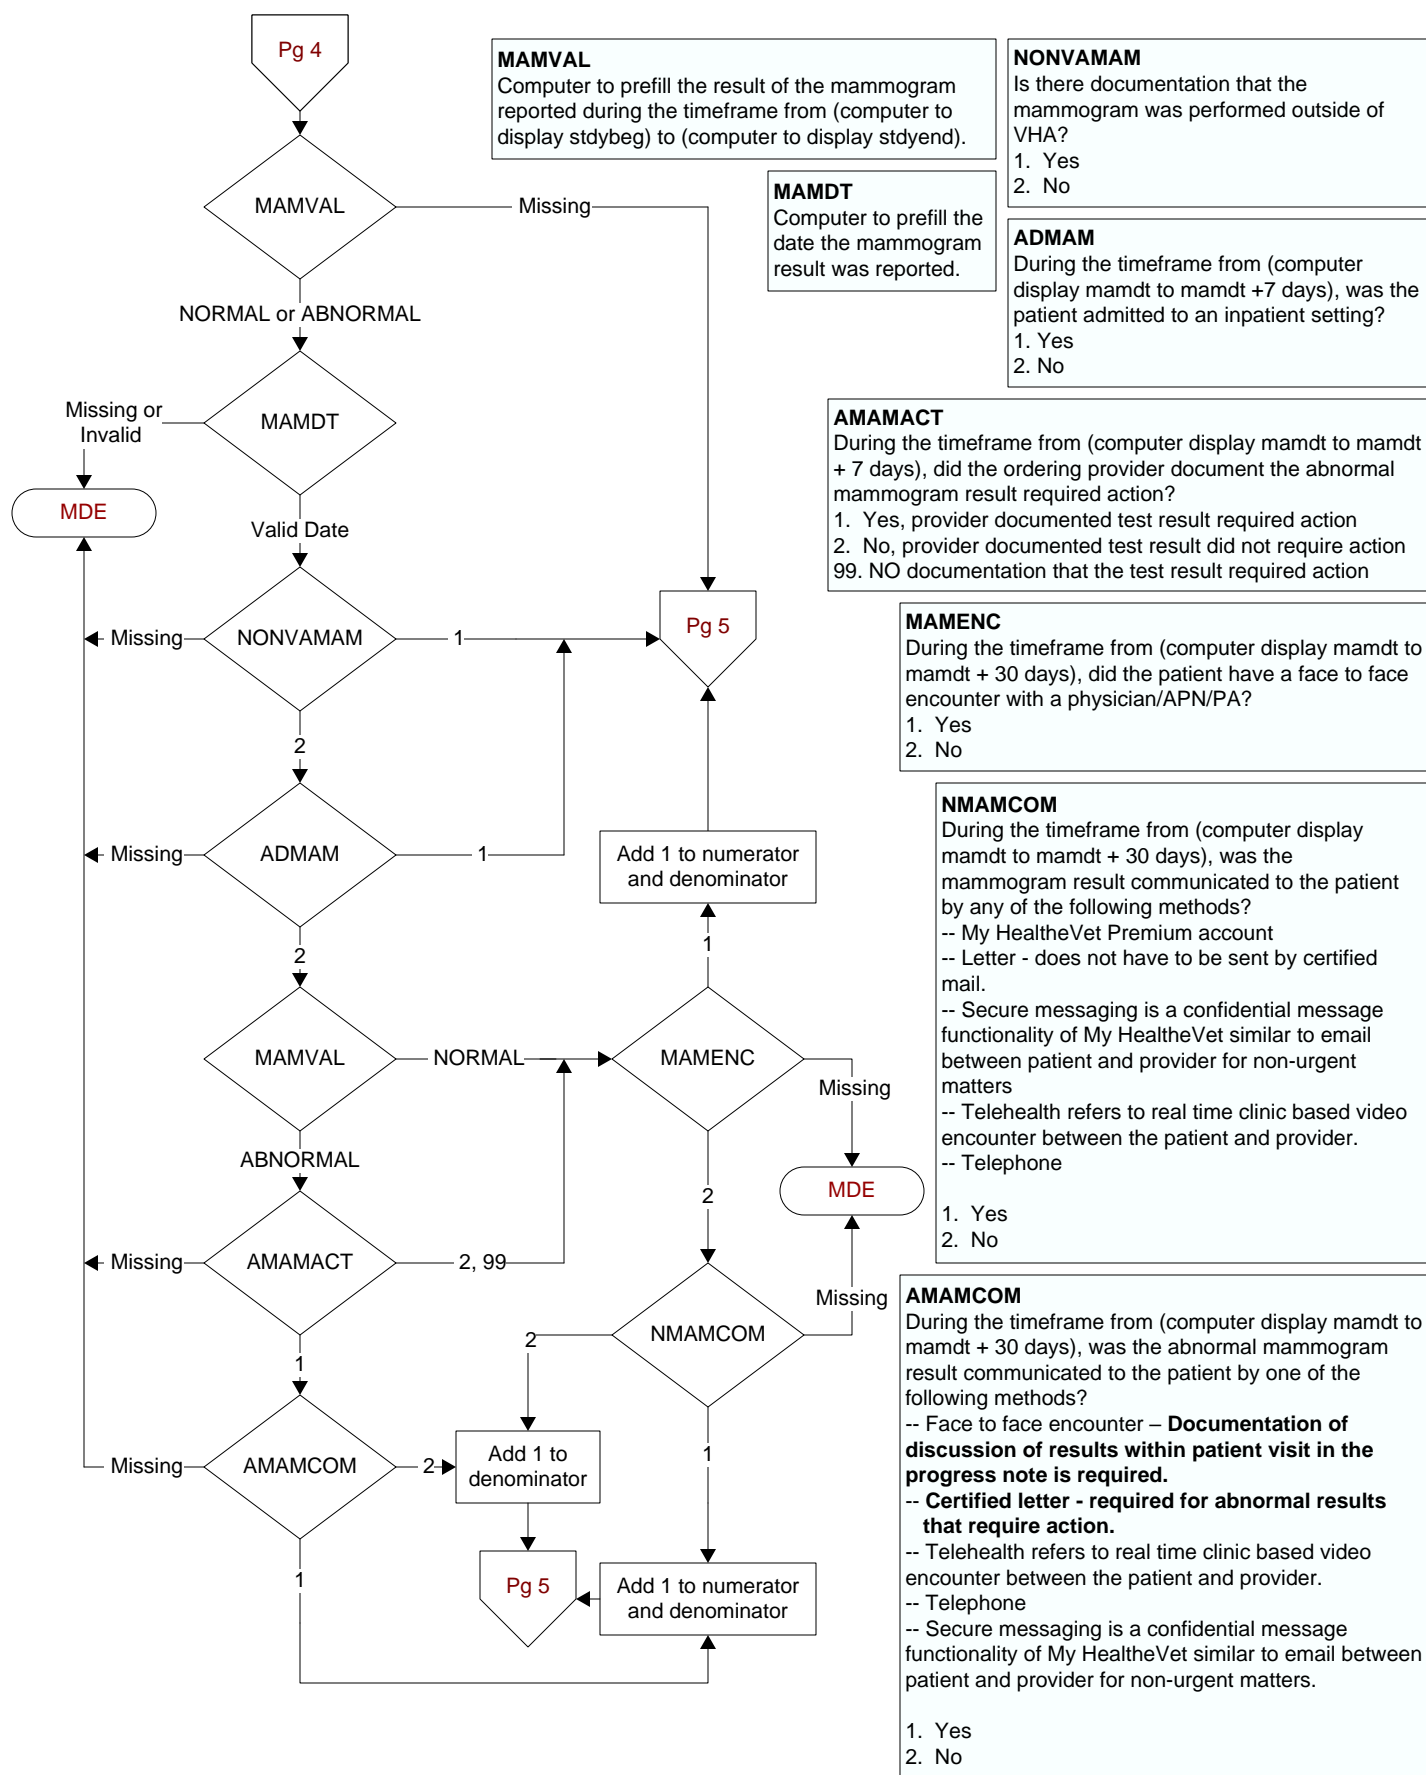 Pg 4
MAMVAL
Missing
NORMAL or ABNORMAL
MAMDT
Missing or
Invalid
MDE
Valid Date
NONVAMAM
Missing
1
Pg 5
2
ADMAM
Missing
1
Add 1 to numerator
and denominator
2
1
MAMVAL
NORMAL
MAMENC
Missing
ABNORMAL
MDE
2
AMAMACT
Missing
2, 99
Missing
NMAMCOM
2
1
1
AMAMCOM
Missing
2
Add 1 to
denominator
1
Pg 5
Add 1 to numerator
and denominator
MAMVAL
Computer to prefill the result of the mammogram
reported during the timeframe from (computer to
display stdybeg) to (computer to display stdyend).
MAMDT
Computer to prefill the
date the mammogram
result was reported.
NONVAMAM
Is there documentation that the
mammogram was performed outside of
VHA?
1. Yes
2. No
ADMAM
During the timeframe from (computer
display mamdt to mamdt +7 days), was the
patient admitted to an inpatient setting?
1. Yes
2. No
AMAMACT
During the timeframe from (computer display mamdt to mamdt
+ 7 days), did the ordering provider document the abnormal
mammogram result required action?
1. Yes, provider documented test result required action
2. No, provider documented test result did not require action
99. NO documentation that the test result required action
MAMENC
During the timeframe from (computer display mamdt to
mamdt + 30 days), did the patient have a face to face
encounter with a physician/APN/PA?
1. Yes
2. No
NMAMCOM
During the timeframe from (computer display
mamdt to mamdt + 30 days), was the
mammogram result communicated to the patient
by any of the following methods?
-- My HealtheVet Premium account
-- Letter - does not have to be sent by certified
mail.
-- Secure messaging is a confidential message
functionality of My HealtheVet similar to email
between patient and provider for non-urgent
matters
-- Telehealth refers to real time clinic based video
encounter between the patient and provider.
-- Telephone
1. Yes
2. No
AMAMCOM
During the timeframe from (computer display mamdt to
mamdt + 30 days), was the abnormal mammogram
result communicated to the patient by one of the
following methods?
-- Face to face encounter – Documentation of
discussion of results within patient visit in the
progress note is required.
-- Certified letter - required for abnormal results
that require action.
-- Telehealth refers to real time clinic based video
encounter between the patient and provider.
-- Telephone
-- Secure messaging is a confidential message
functionality of My HealtheVet similar to email between
patient and provider for non-urgent matters.
1. Yes
2. No